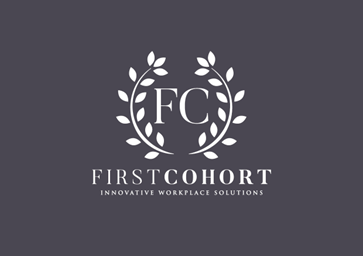 FC
FIRSTCOHORT
INNOVATIVE WORKPLACE SOLUTIONS